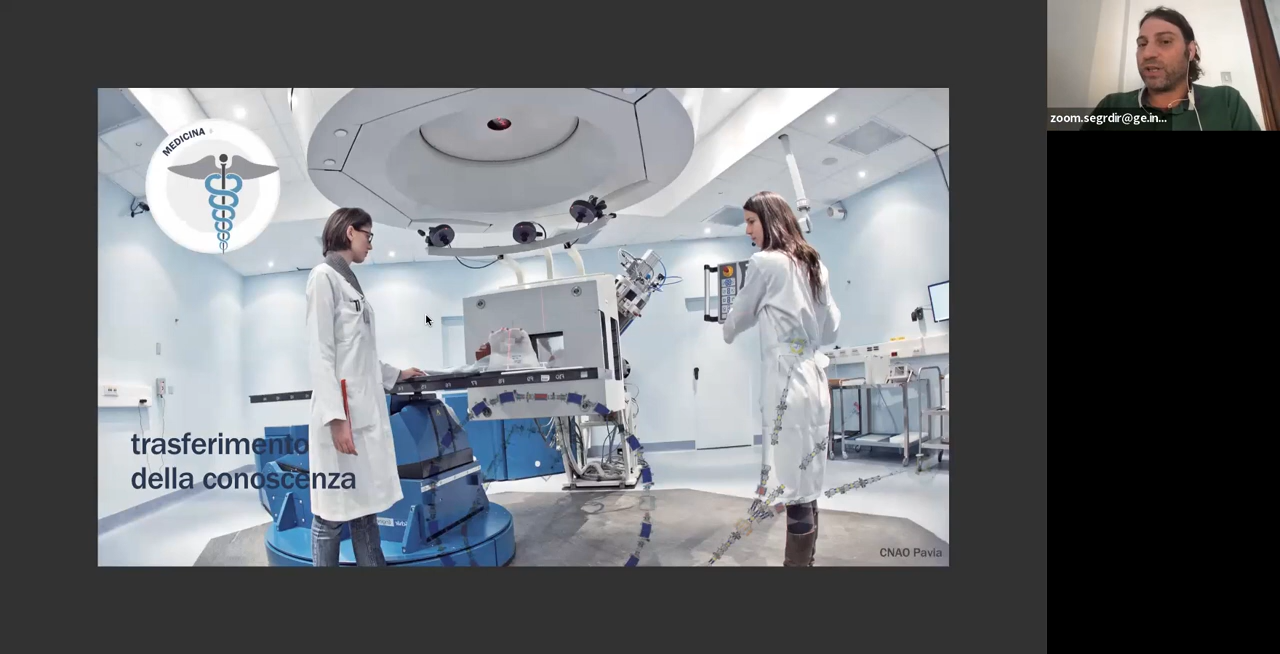 MEDICINA
trasferimento
della conoscenza
CNAO Pavia
zoom.segrdir@ge.in...